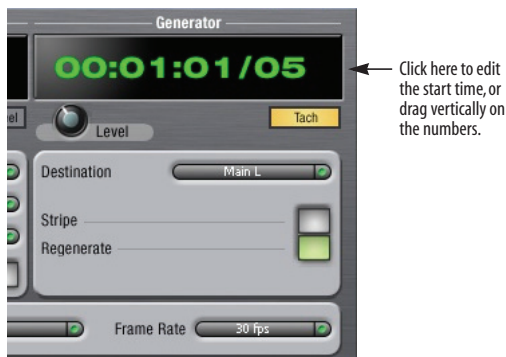 Generator
00:01:01/05
Click here to edit
the start time, or
drag vertically on
the numbers.
el
Level
Tach
Destination
Main L
Stripe
Regenerate
Frame Rate
30 fps